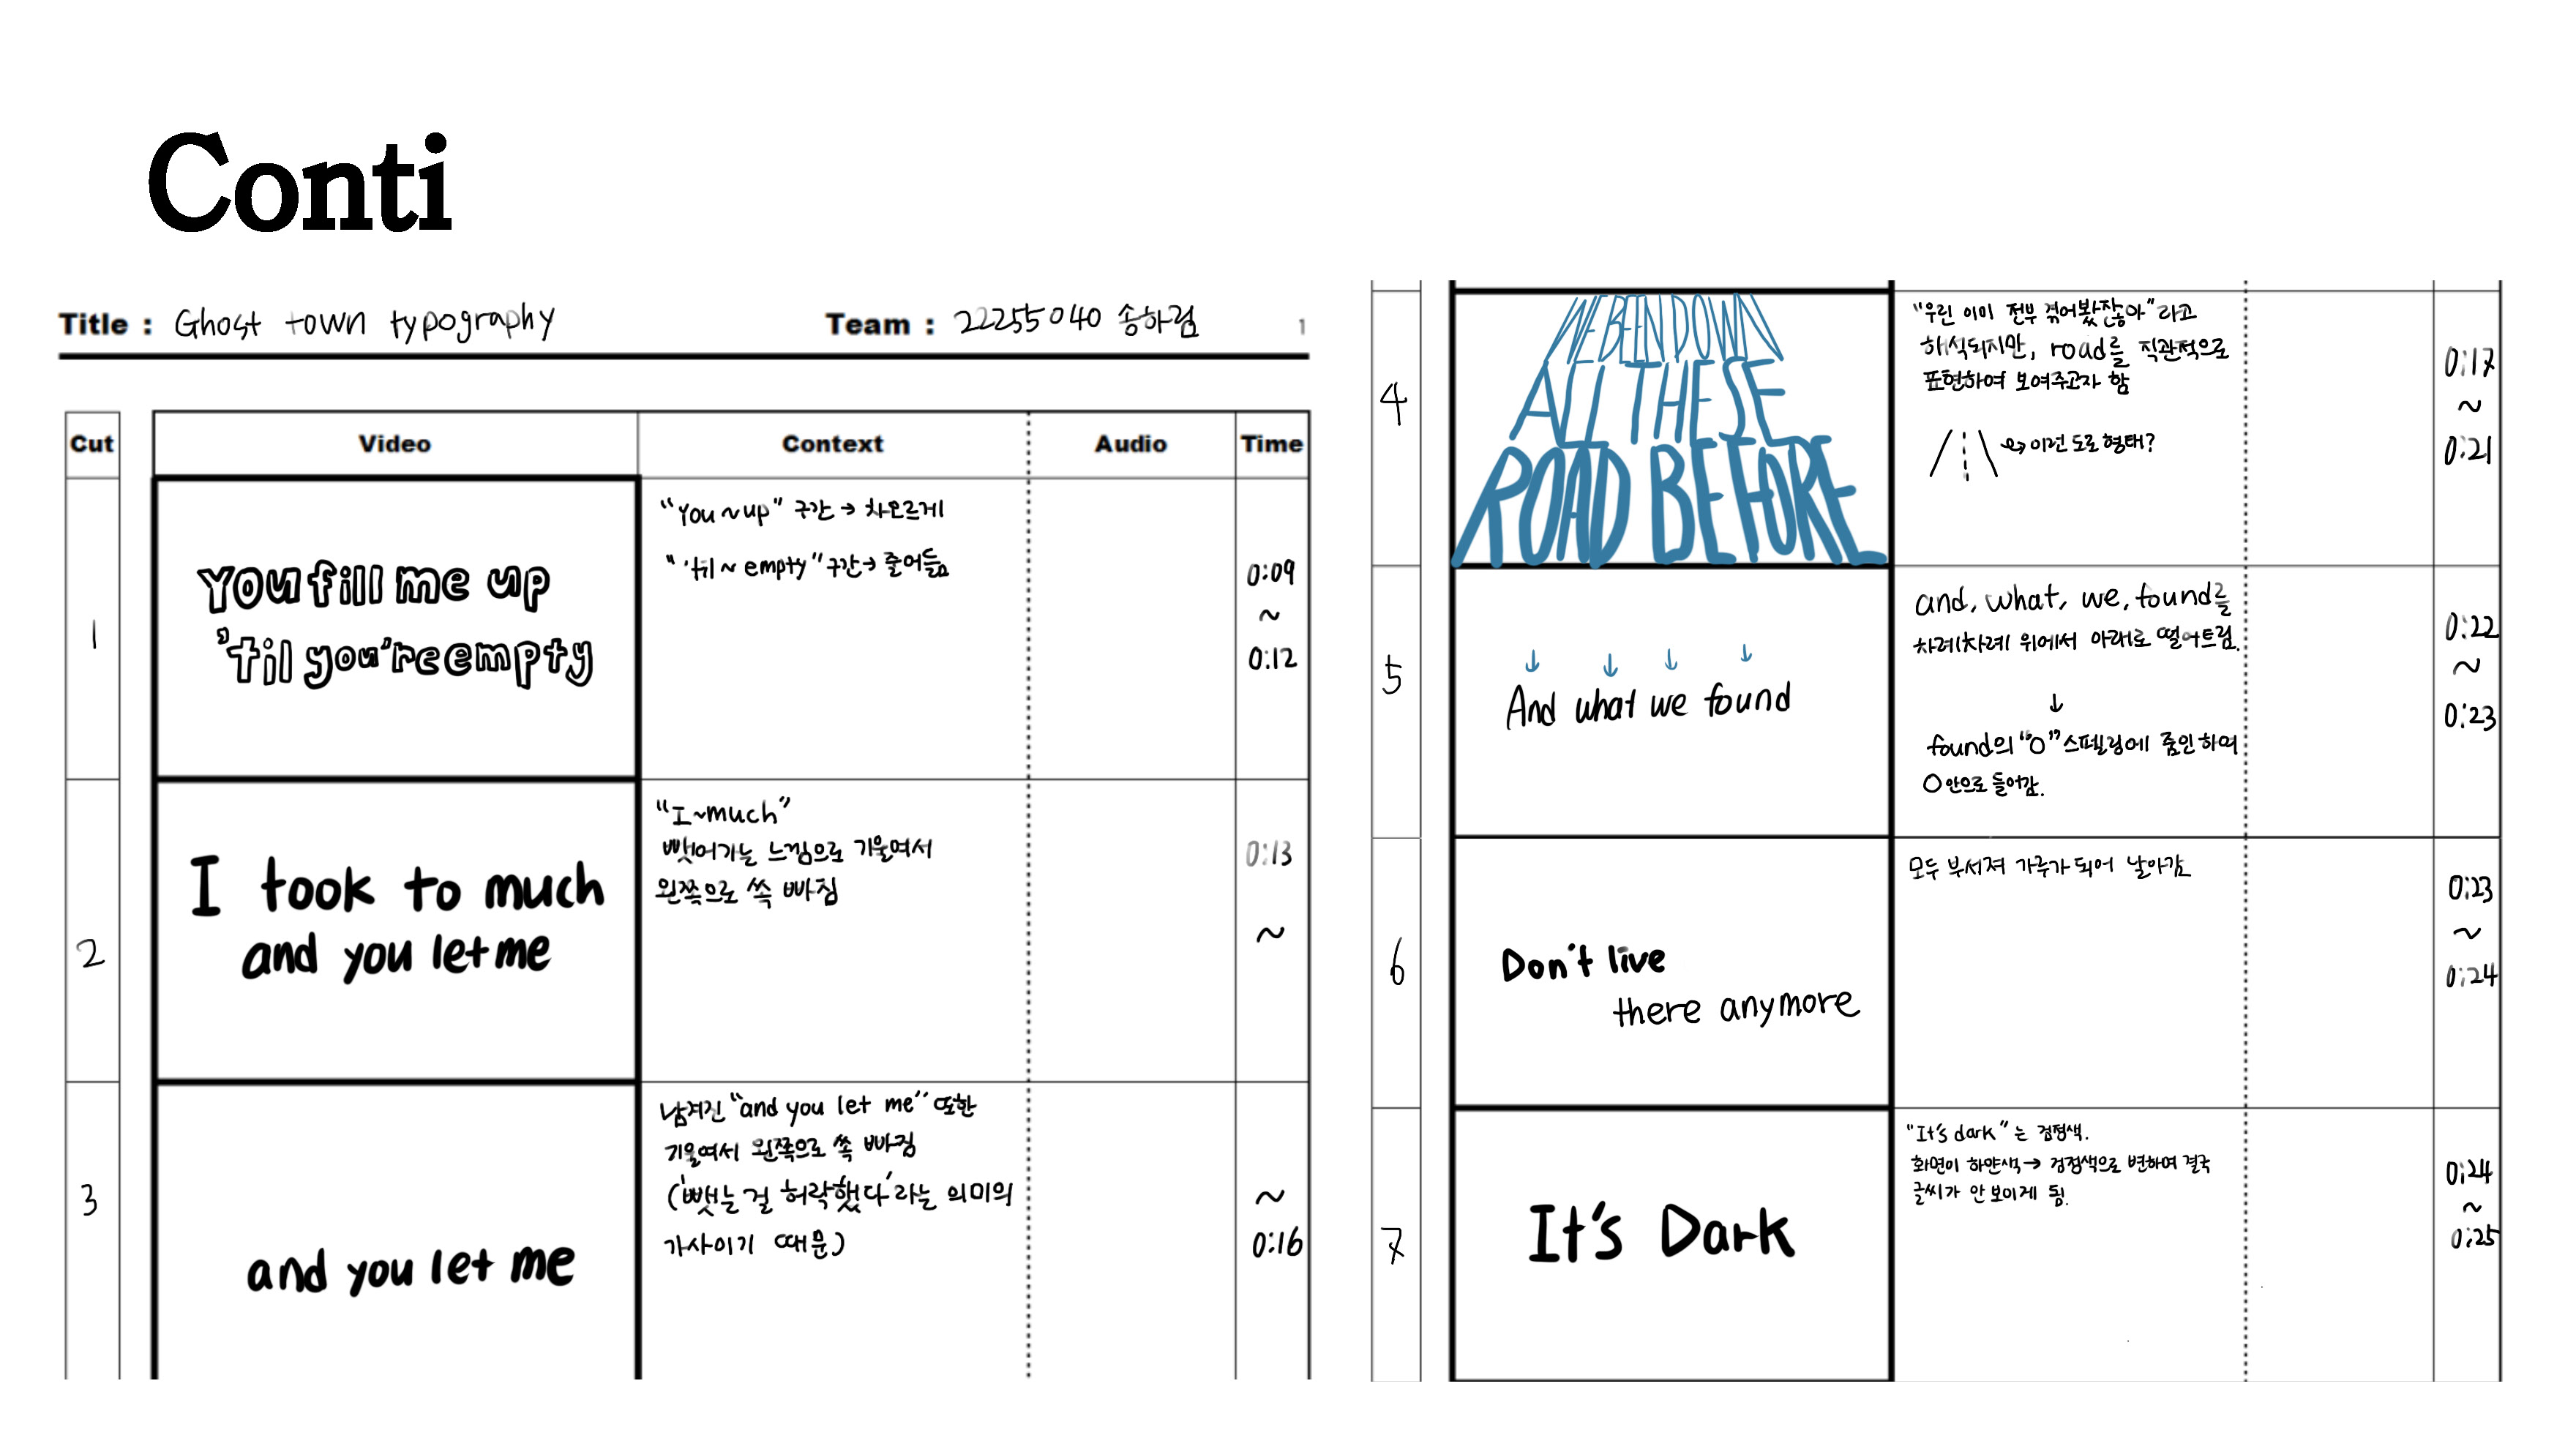 Conti
Title : Ghost town typography
Team : 22255040 송하림
1
Cut
Video
Context
Audio
Time
1
You fill me up
'til you're empty
"You ~ up" 구간 → 차오르게
"'til ~ empty" 구간 → 줄어듦
0:09
~
0:12
2
I took to much
and you let me
"I ~ much"
뺏어가는 느낌으로 기울여서
왼쪽으로 쏙 빠짐
0:13
~
3
and you let me
남겨진 "and you let me" 또한
기울여서 왼쪽으로 쏙 빠짐
('뺏는 걸 허락했다'라는 의미의
가사이기 때문)
~
0:16
4
WE BEEN DOWN
ALL THESE
ROAD BEFORE
"우린 이미 전부 겪어봤잖아"라고
해석되지만, road를 직관적으로
표현하여 보여주고자 함
이런 도로 형태?
0:17
~
0:21
5
↓ ↓ ↓ ↓
And what we found
and, what, we, found를
차례차례 위에서 아래로 떨어트림.
↓
found의 "O" 스펠링에 줌인하여
O 안으로 들어감.
0:22
~
0:23
6
Don't live
there anymore
모두 부서져 가루가 되어 날아감
0:23
~
0:24
7
It's Dark
"It's dark"는 검정색.
화면이 하얀색 → 검정색으로 변하여 결국
글씨가 안 보이게 됨.
0:24
~
0:25